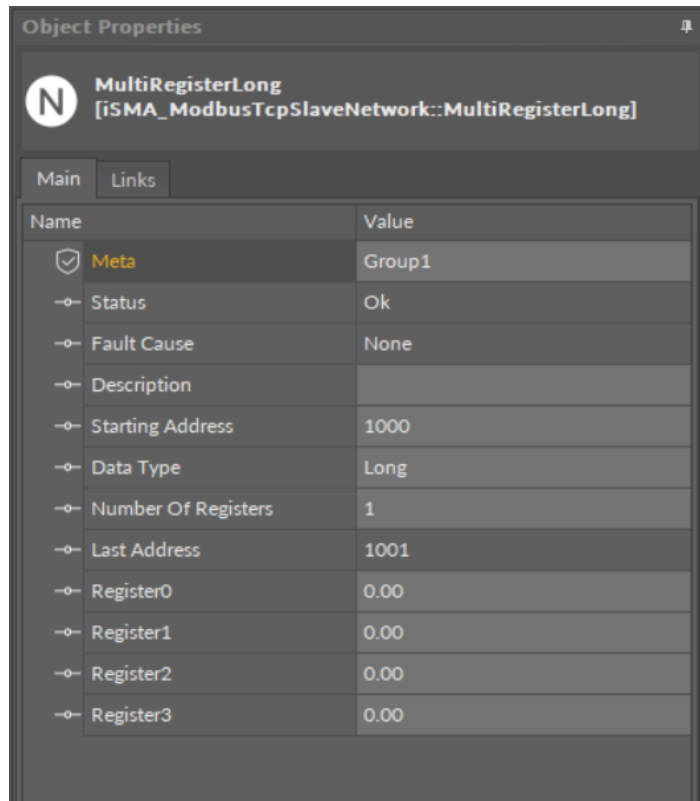 Object Properties
N
MultiRegisterLong
[iSMA_ModbusTcpSlaveNetwork::MultiRegisterLong]
Main Links
Name Value
Meta Group1
Status Ok
Fault Cause None
Description
Starting Address 1000
Data Type Long
Number Of Registers 1
Last Address 1001
Register0 0.00
Register1 0.00
Register2 0.00
Register3 0.00